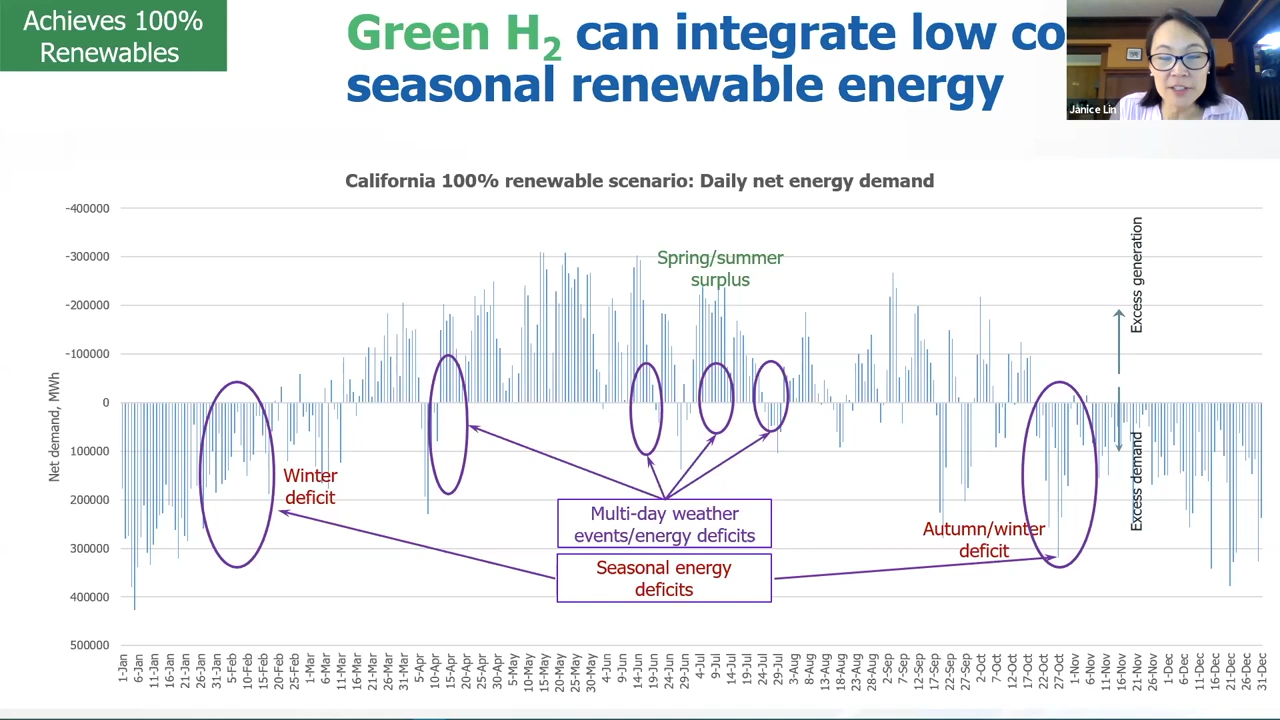 Achieves 100%
Renewables
Green H2 can integrate low co
seasonal renewable energy
Janice Lin
California 100% renewable scenario: Daily net energy demand
Net demand, MWh
-400000
-300000
-200000
-100000
0
100000
200000
300000
400000
500000
Spring/summer
surplus
Excess generation
Excess demand
Winter
deficit
Multi-day weather
events/energy deficits
Seasonal energy
deficits
Autumn/winter
deficit
1-Jan
6-Jan
11-Jan
16-Jan
21-Jan
26-Jan
31-Jan
5-Feb
10-Feb
15-Feb
20-Feb
25-Feb
1-Mar
6-Mar
11-Mar
16-Mar
21-Mar
26-Mar
31-Mar
5-Apr
10-Apr
15-Apr
20-Apr
25-Apr
30-Apr
5-May
10-May
15-May
20-May
25-May
30-May
4-Jun
9-Jun
14-Jun
19-Jun
24-Jun
29-Jun
4-Jul
9-Jul
14-Jul
19-Jul
24-Jul
29-Jul
3-Aug
8-Aug
13-Aug
18-Aug
23-Aug
28-Aug
2-Sep
7-Sep
12-Sep
17-Sep
22-Sep
27-Sep
2-Oct
7-Oct
12-Oct
17-Oct
22-Oct
27-Oct
1-Nov
6-Nov
11-Nov
16-Nov
21-Nov
26-Nov
1-Dec
6-Dec
11-Dec
16-Dec
21-Dec
26-Dec
31-Dec